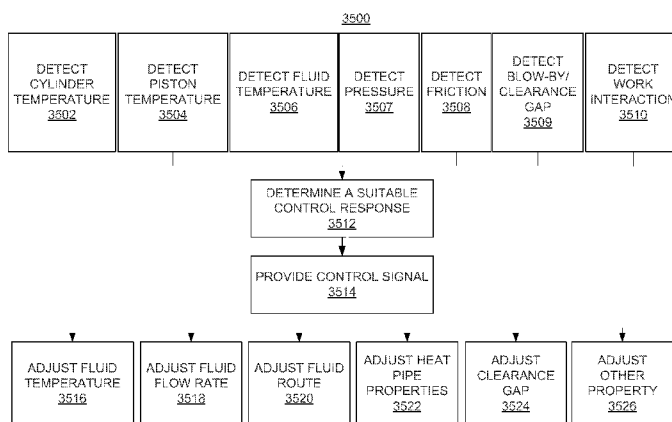 3500
DETECT
CYLINDER
TEMPERATURE
3502
DETECT
PISTON
TEMPERATURE
3504
DETECT FLUID
TEMPERATURE
3506
DETECT
PRESSURE
3507
DETECT
FRICTION
3508
DETECT
BLOW-BY/
CLEARANCE
GAP
3509
DETECT
WORK
INTERACTION
3510
DETERMINE A SUITABLE
CONTROL RESPONSE
3512
PROVIDE CONTROL SIGNAL
3514
ADJUST FLUID
TEMPERATURE
3516
ADJUST FLUID
FLOW RATE
3518
ADJUST FLUID
ROUTE
3520
ADJUST HEAT
PIPE
PROPERTIES
3522
ADJUST
CLEARANCE
GAP
3524
ADJUST
OTHER
PROPERTY
3526